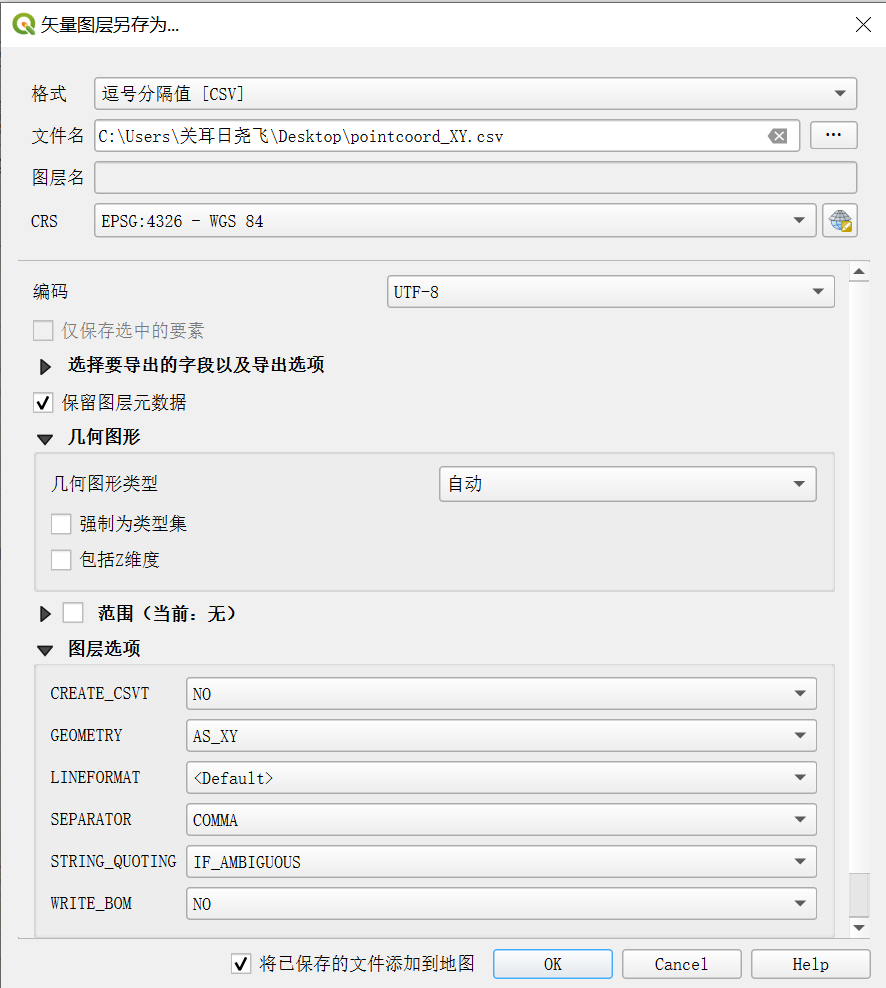 矢量图层另存为...
格式 逗号分隔值 [CSV]
文件名 C:\Users\关耳日尧飞\Desktop\pointcoord_XY.csv ...
图层名
CRS EPSG:4326 - WGS 84
编码 UTF-8
仅保存选中的要素
选择要导出的字段以及导出选项
保留图层元数据
几何图形
几何图形类型 自动
强制为类型集
包括Z维度
范围（当前：无）
图层选项
CREATE_CSVT NO
GEOMETRY AS_XY
LINEFORMAT <Default>
SEPARATOR COMMA
STRING_QUOTING IF_AMBIGUOUS
WRITE_BOM NO
将已保存的文件添加到地图 OK Cancel Help